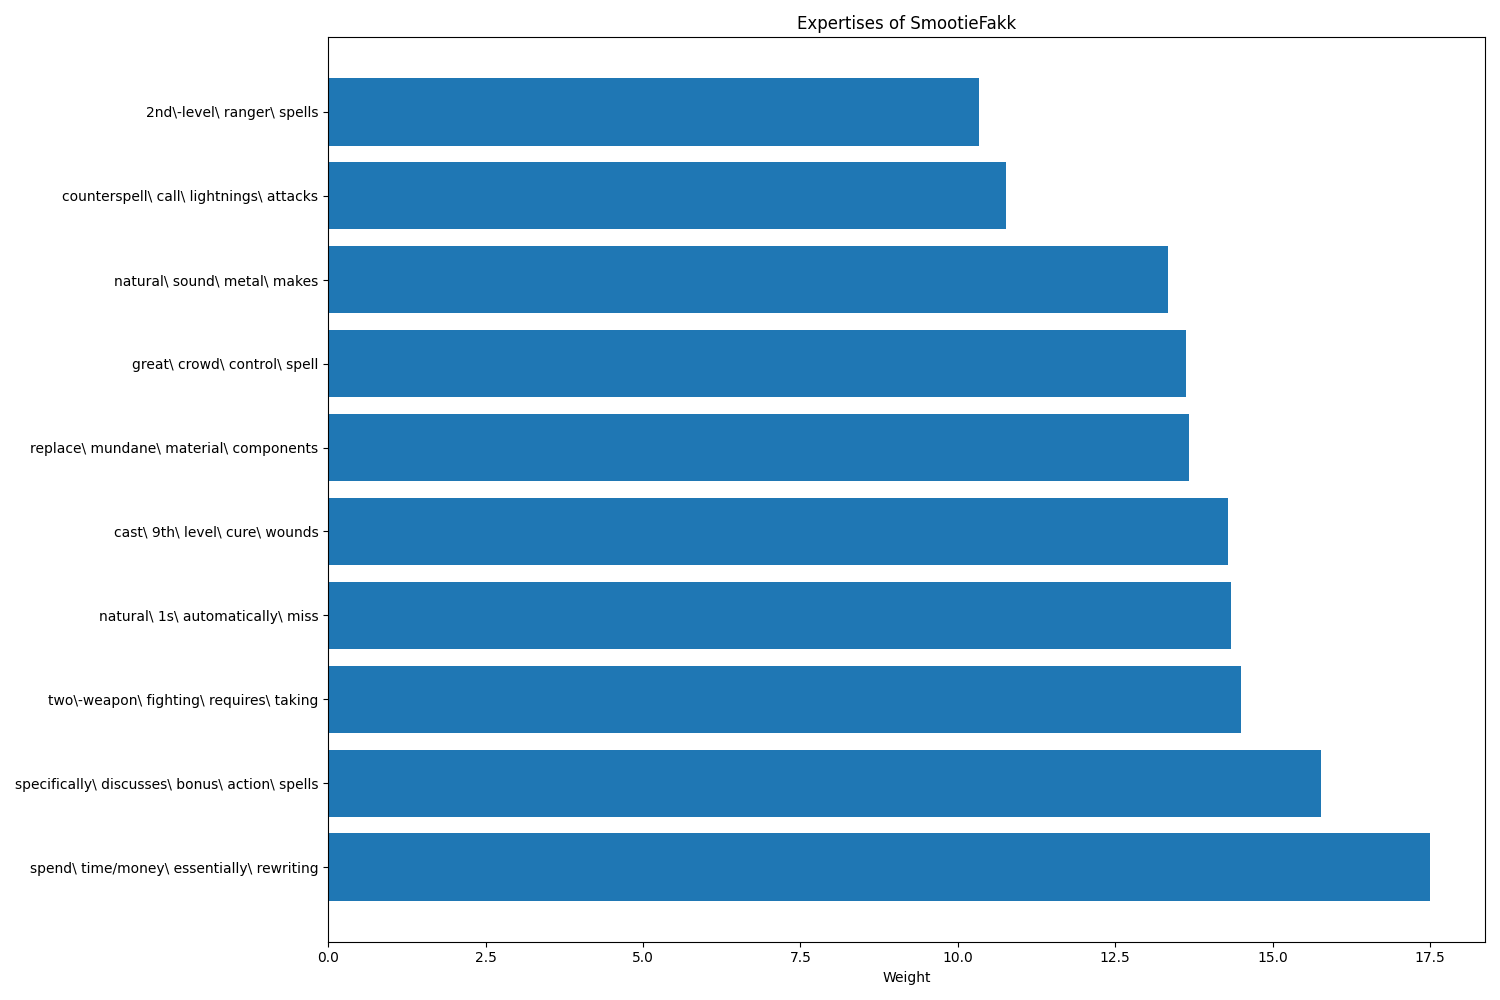 Expertises of SmootieFakk
2nd\-level\ ranger\ spells
counterspell\ call\ lightnings\ attacks
natural\ sound\ metal\ makes
great\ crowd\ control\ spell
replace\ mundane\ material\ components
cast\ 9th\ level\ cure\ wounds
natural\ 1s\ automatically\ miss
two\-weapon\ fighting\ requires\ taking
specifically\ discusses\ bonus\ action\ spells
spend\ time/money\ essentially\ rewriting
0.0 2.5 5.0 7.5 10.0 12.5 15.0 17.5
Weight